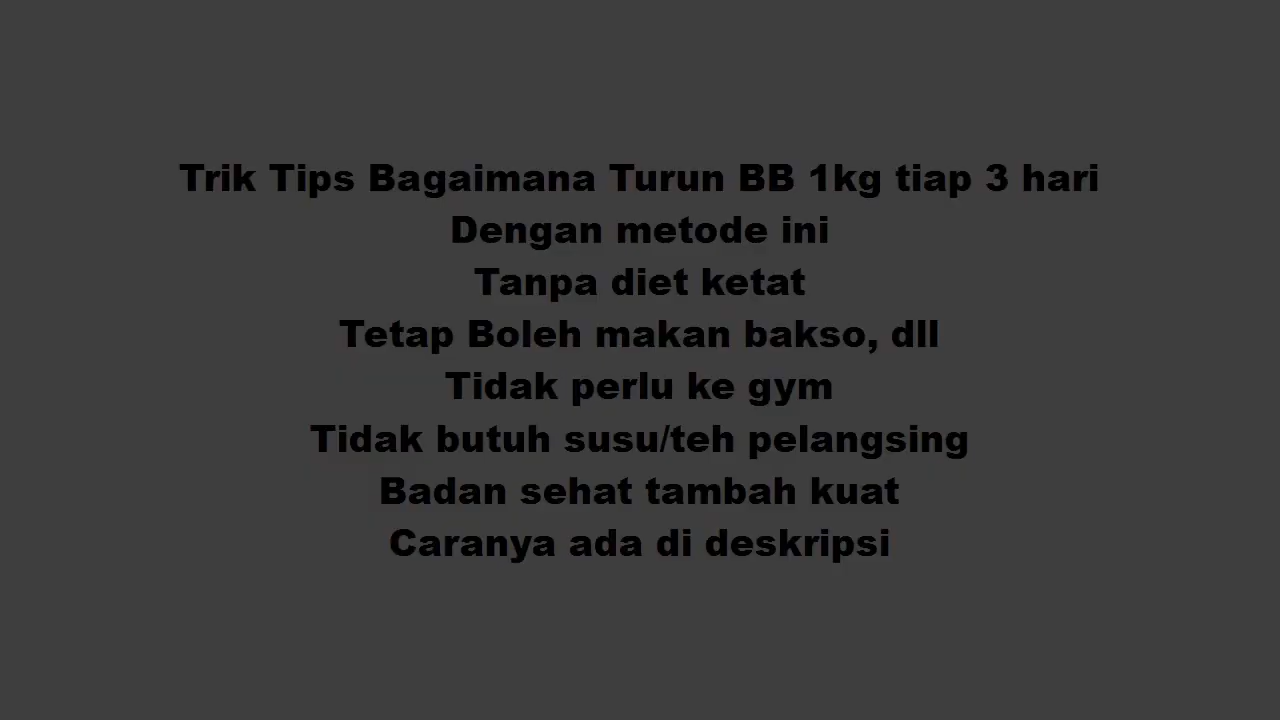 Trik Tips Bagaimana Turun BB 1kg tiap 3 hari
Dengan metode ini
Tanpa diet ketat
Tetap Boleh makan bakso, dll
Tidak perlu ke gym
Tidak butuh susu/teh pelangsing
Badan sehat tambah kuat
Caranya ada di deskripsi